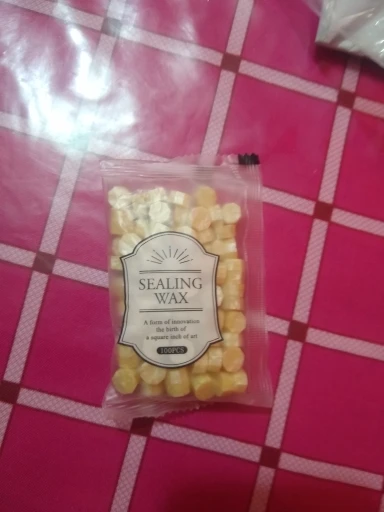 SEALING
WAX
A form of innovation
the birth of
a square inch of art
100PCS